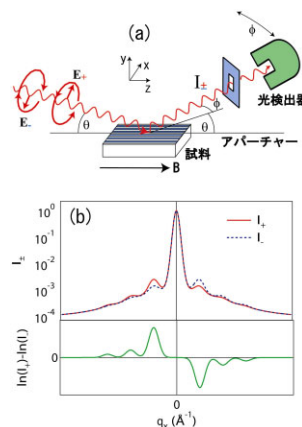 (a)
E₊
E₋
y
x
z
I±
ϕ
ϕ
θ
θ
光検出器
アパーチャー
試料
B
(b)
10⁰
10⁻¹
10⁻²
10⁻³
10⁻⁴
I±
I₊
I₋
ln(I₊)-ln(I₋)
0
0
qₓ (Å⁻¹)